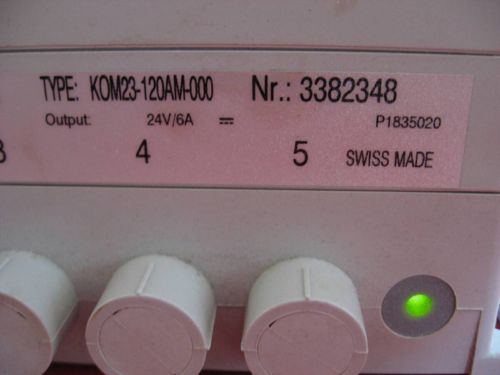 TYPE: KOM23-120AM-000 Nr.: 3382348
Output: 24V/6A ⎓ P1835020
3 4 5 SWISS MADE